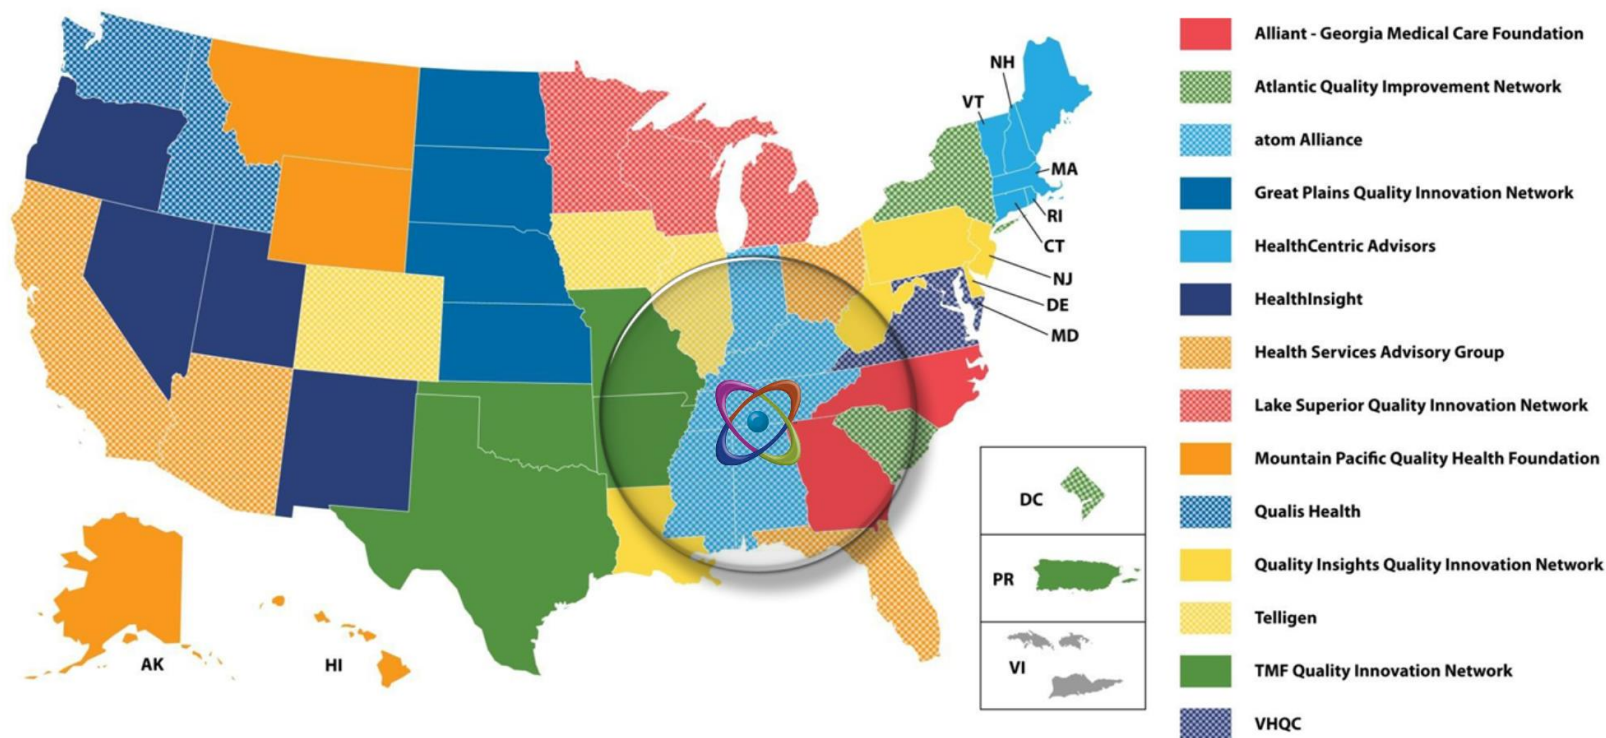 NH
VT
MA
RI
CT
NJ
DE
MD
DC
PR
VI
AK
HI
Alliant - Georgia Medical Care Foundation
Atlantic Quality Improvement Network
atom Alliance
Great Plains Quality Innovation Network
HealthCentric Advisors
HealthInsight
Health Services Advisory Group
Lake Superior Quality Innovation Network
Mountain Pacific Quality Health Foundation
Qualis Health
Quality Insights Quality Innovation Network
Telligen
TMF Quality Innovation Network
VHQC